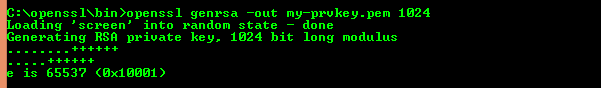 C:\openssl\bin>openssl genrsa -out my-prvkey.pem 1024
Loading 'screen' into random state - done
Generating RSA private key, 1024 bit long modulus
........++++++
.....++++++
e is 65537 (0x10001)